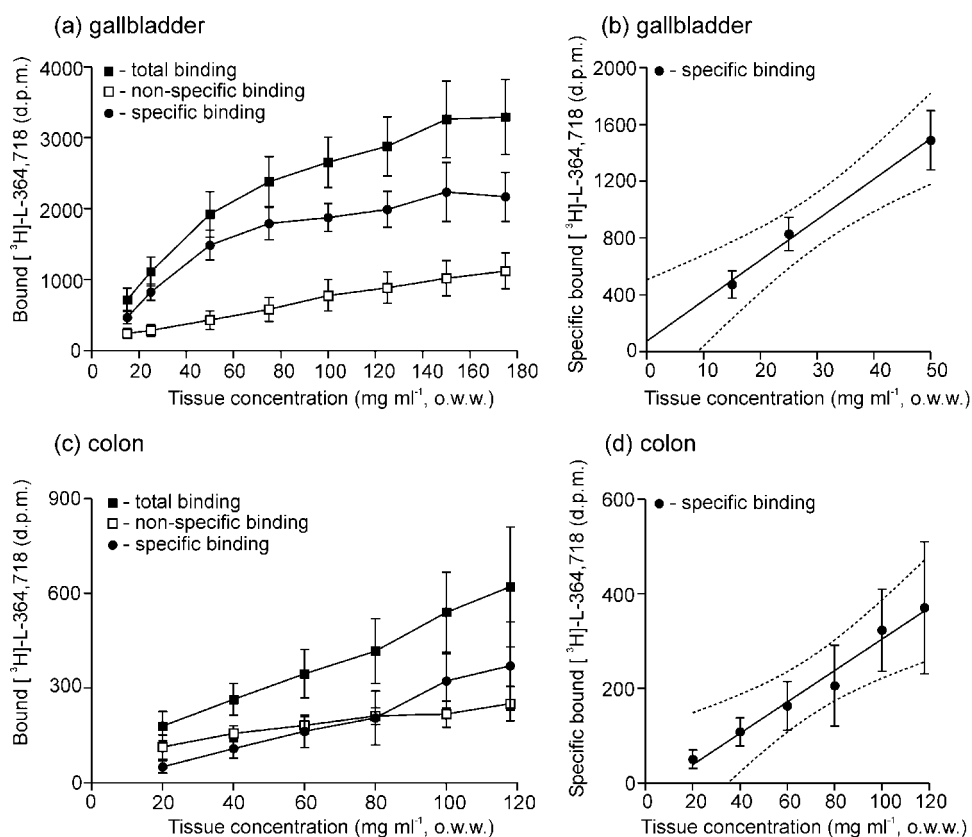 (a) gallbladder
- total binding
- non-specific binding
- specific binding
Bound [ ³H]-L-364,718 (d.p.m.)
4000
3000
2000
1000
0
0 20 40 60 80 100 120 140 160 180
Tissue concentration (mg ml⁻¹, o.w.w.)
(b) gallbladder
- specific binding
Specific bound [ ³H]-L-364,718 (d.p.m.)
2000
1600
1200
800
400
0
0 10 20 30 40 50
Tissue concentration (mg ml⁻¹, o.w.w.)
(c) colon
- total binding
- non-specific binding
- specific binding
Bound [ ³H]-L-364,718 (d.p.m.)
900
600
300
0
0 20 40 60 80 100 120
Tissue concentration (mg ml⁻¹, o.w.w.)
(d) colon
- specific binding
Specific bound [ ³H]-L-364,718 (d.p.m.)
600
400
200
0
0 20 40 60 80 100 120
Tissue concentration (mg ml⁻¹, o.w.w.)